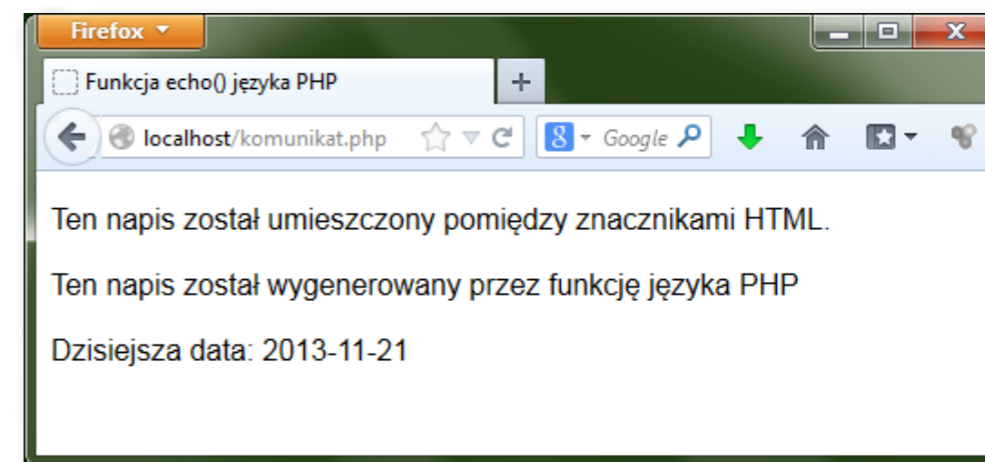 Firefox
Funkcja echo() języka PHP
localhost/komunikat.php
8 Google
Ten napis został umieszczony pomiędzy znacznikami HTML.
Ten napis został wygenerowany przez funkcję języka PHP
Dzisiejsza data: 2013-11-21